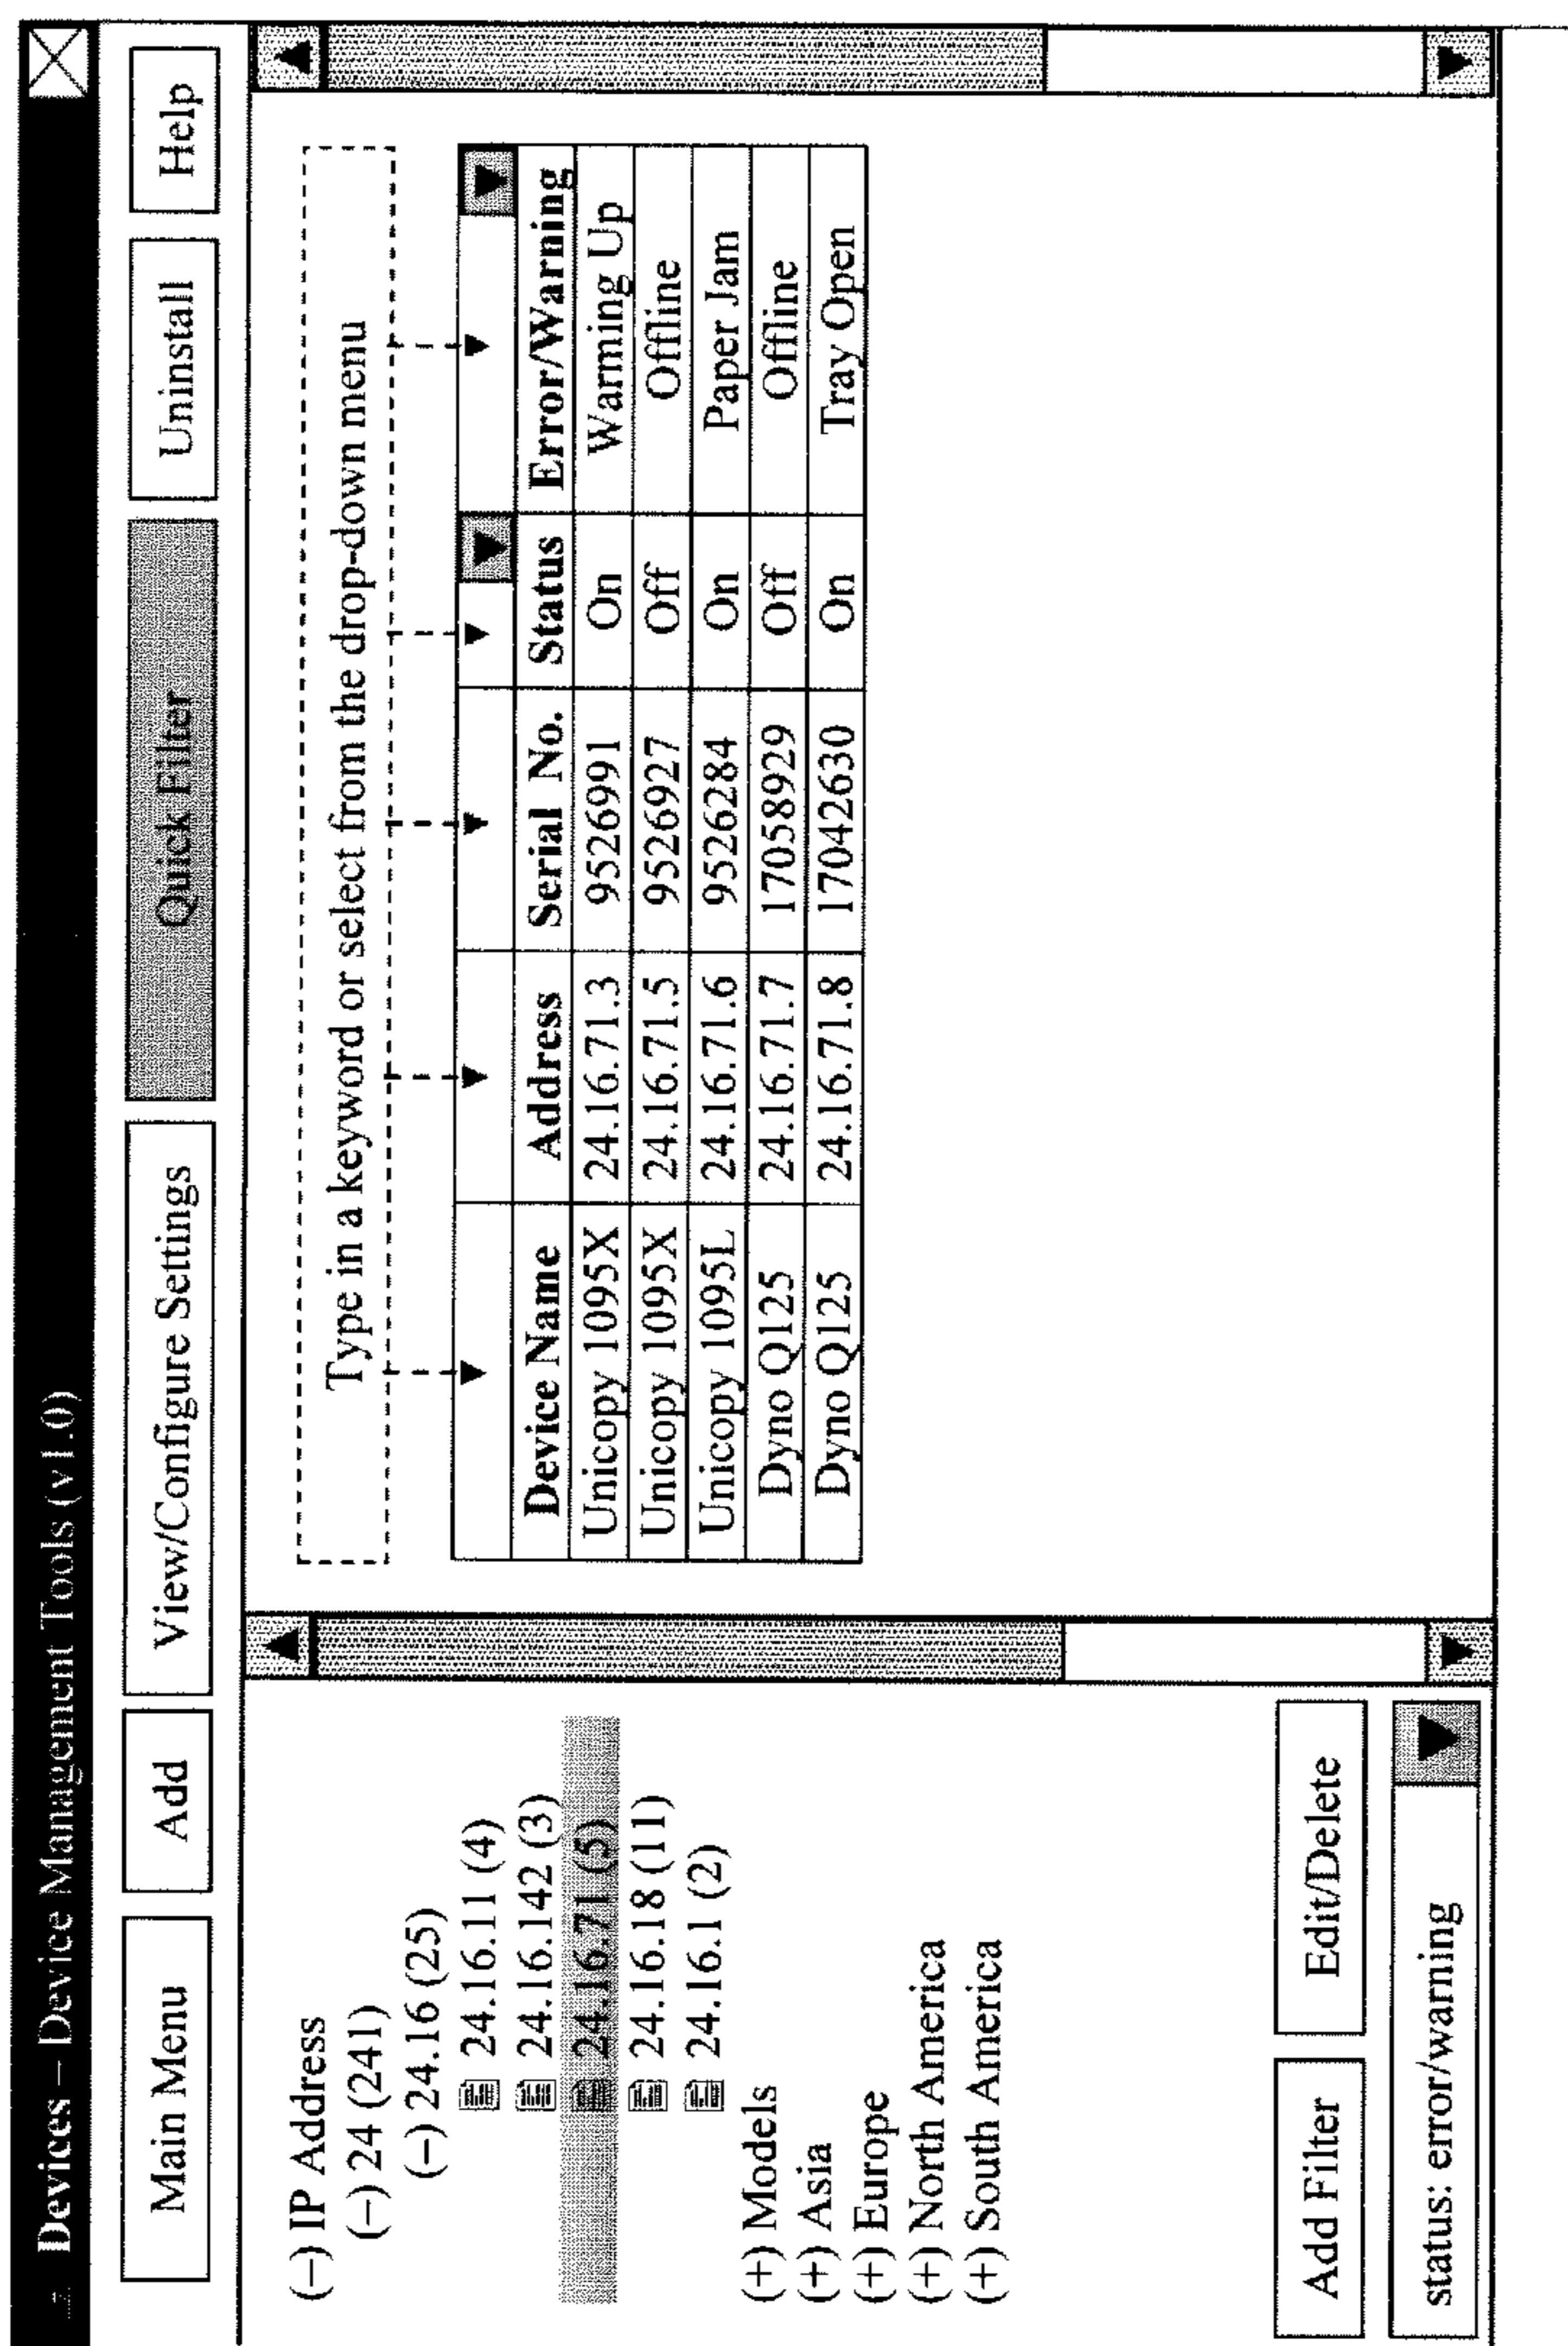 Devices – Device Management Tools (v1.0)
Main Menu Add View/Configure Settings Quick Filter Uninstall Help
(–) IP Address
(–) 24 (241)
(–) 24.16 (25)
24.16.11 (4)
24.16.142 (3)
24.16.71 (5)
24.16.18 (11)
24.16.1 (2)
(+) Models
(+) Asia
(+) Europe
(+) North America
(+) South America
Add Filter Edit/Delete
status: error/warning
Type in a keyword or select from the drop-down menu
Device Name Address Serial No. Status Error/Warning
Unicopy 1095X 24.16.71.3 9526991 On Warming Up
Unicopy 1095X 24.16.71.5 9526927 Off Offline
Unicopy 1095L 24.16.71.6 9526284 On Paper Jam
Dyno Q125 24.16.71.7 17058929 Off Offline
Dyno Q125 24.16.71.8 17042630 On Tray Open